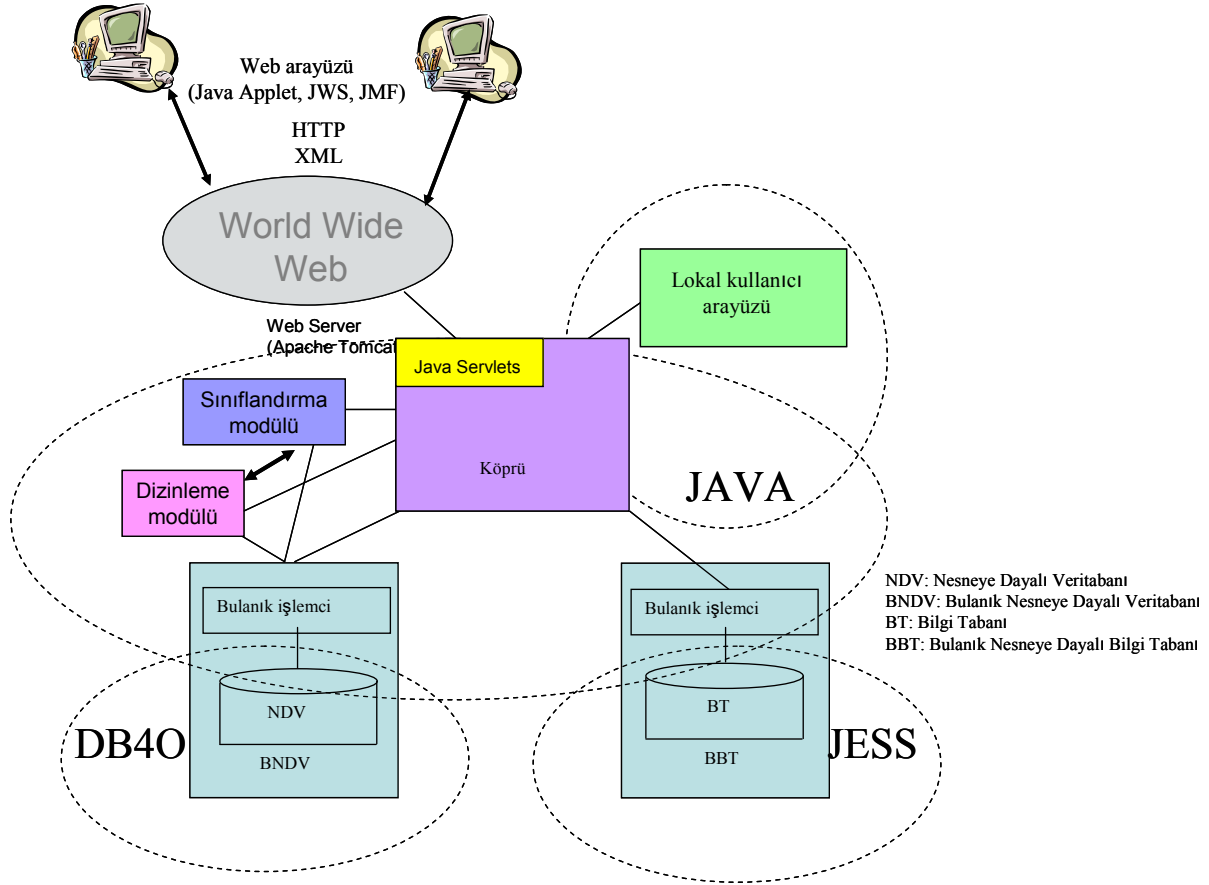 Web arayüzü
(Java Applet, JWS, JMF)
HTTP
XML
World Wide
Web
Lokal kullanıcı
arayüzü
Web Server
(Apache Tomcat
Java Servlets
Sınıflandırma
modülü
Köprü
JAVA
Dizinleme
modülü
Bulanık işlemci
Bulanık işlemci
NDV: Nesneye Dayalı Veritabanı
BNDV: Bulanık Nesneye Dayalı Veritabanı
BT: Bilgi Tabanı
BBT: Bulanık Nesneye Dayalı Bilgi Tabanı
NDV
BT
DB4O
BNDV
BBT
JESS